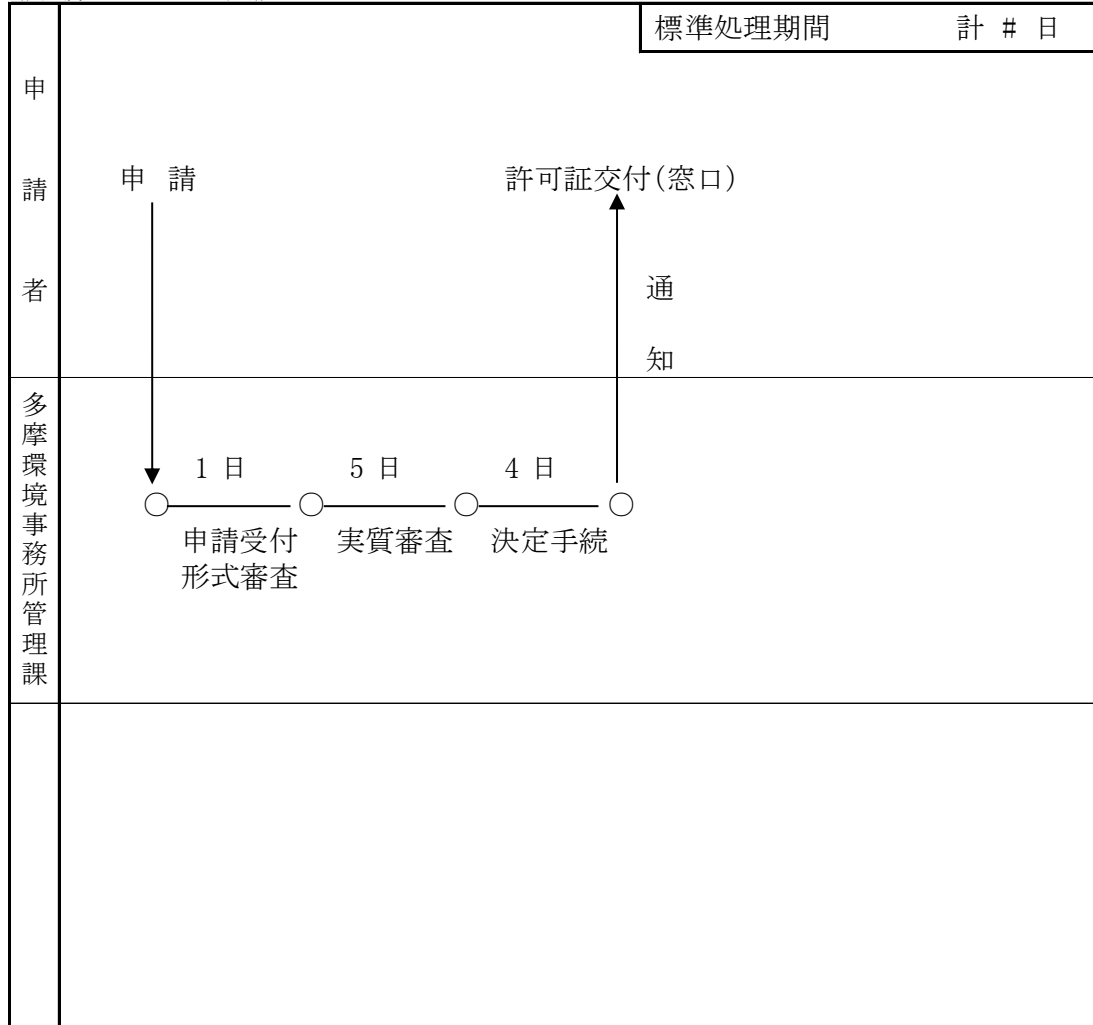 標準処理期間 計 # 日
申請者
申 請
許可証交付(窓口)
通知
多摩環境事務所管理課
1 日 5 日 4 日
申請受付 実質審査 決定手続
形式審査